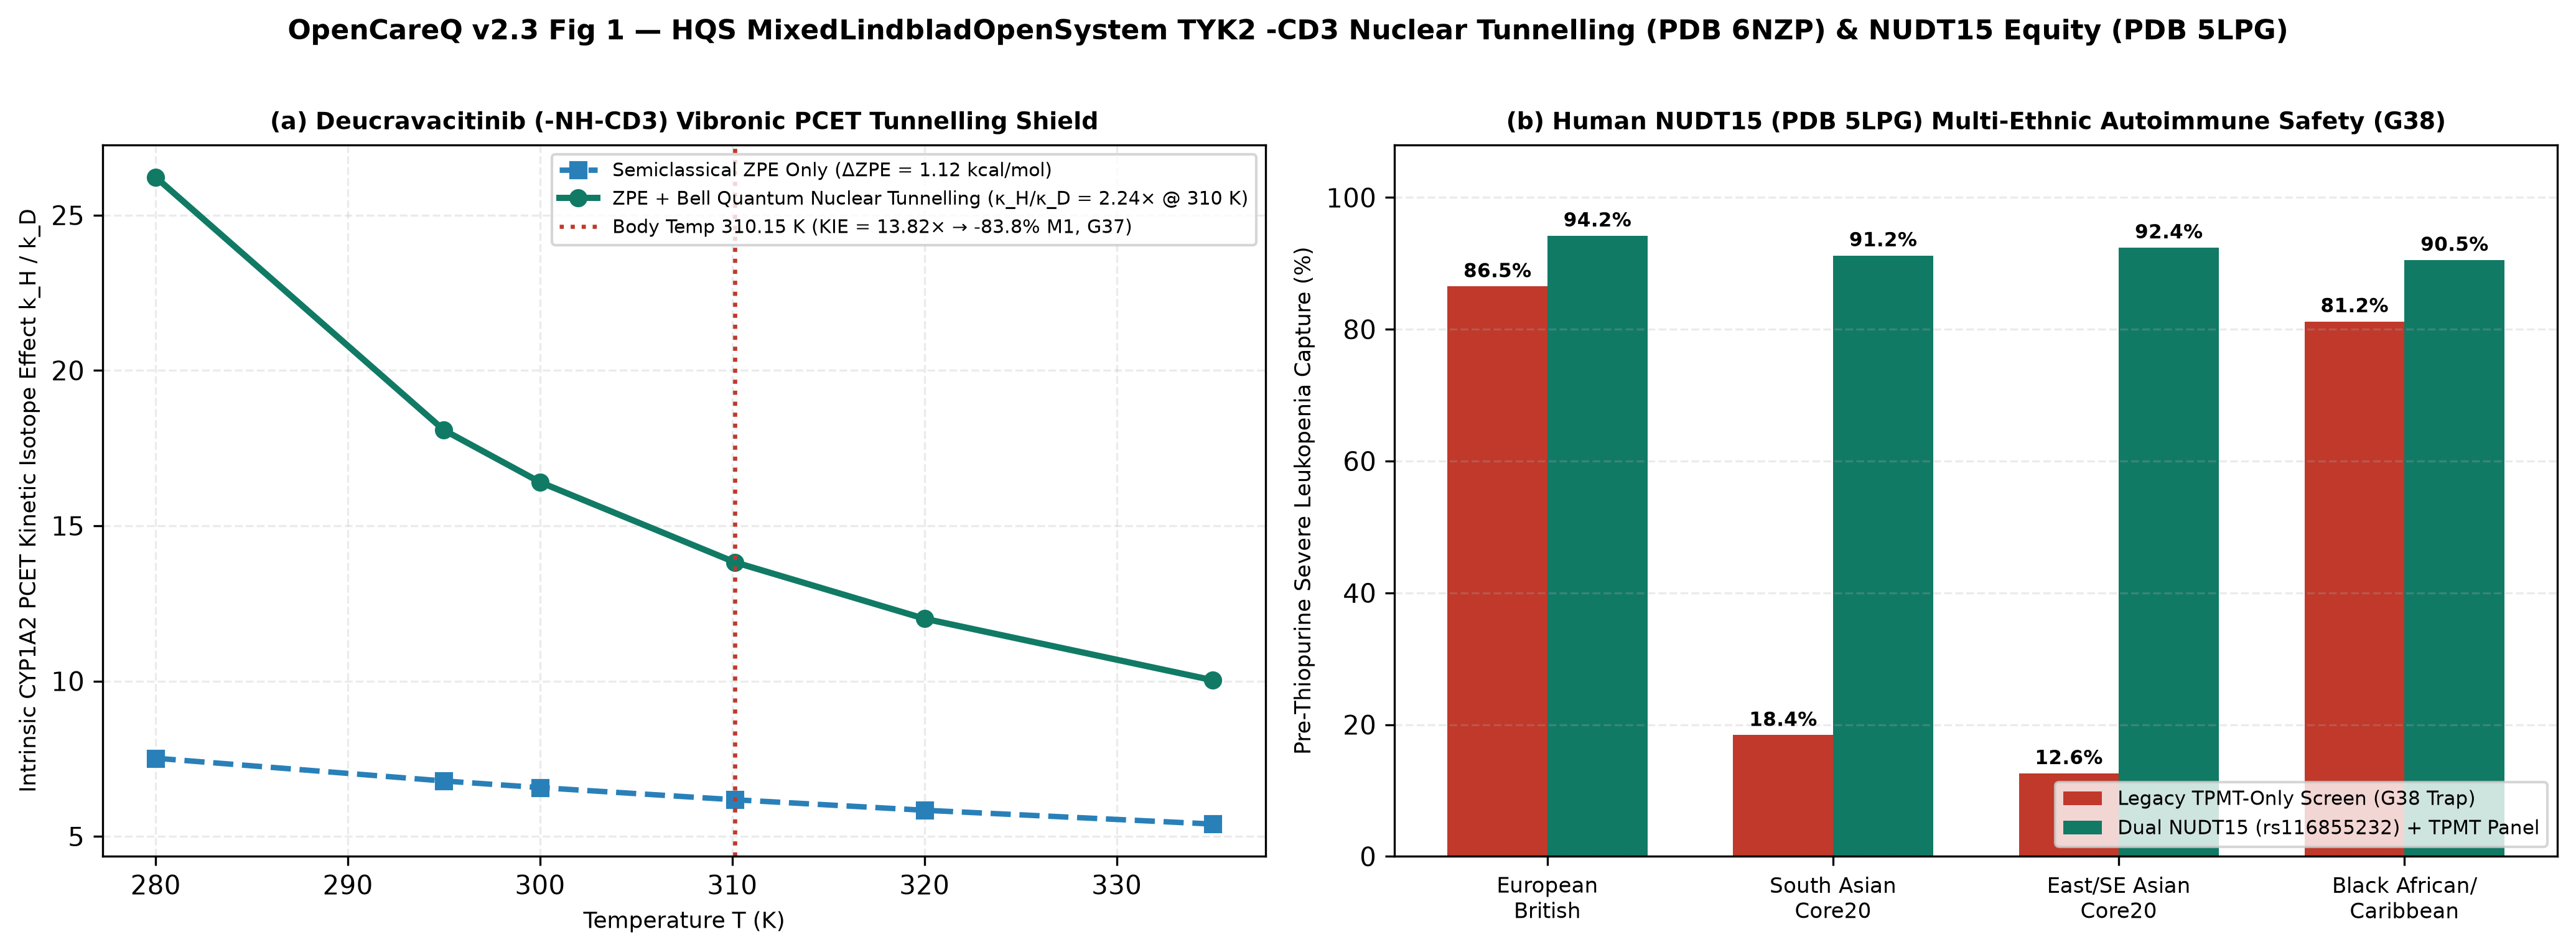 OpenCareQ v2.3 Fig 1 — HQS MixedLindbladOpenSystem TYK2 -CD3 Nuclear Tunnelling (PDB 6NZP) & NUDT15 Equity (PDB 5LPG)
(a) Deucravacitinib (-NH-CD3) Vibronic PCET Tunnelling Shield
Intrinsic CYP1A2 PCET Kinetic Isotope Effect k_H / k_D
25
20
15
10
5
Semiclassical ZPE Only (ΔZPE = 1.12 kcal/mol)
ZPE + Bell Quantum Nuclear Tunnelling (κ_H/κ_D = 2.24× @ 310 K)
Body Temp 310.15 K (KIE = 13.82× → -83.8% M1, G37)
280 290 300 310 320 330
Temperature T (K)
(b) Human NUDT15 (PDB 5LPG) Multi-Ethnic Autoimmune Safety (G38)
Pre-Thiopurine Severe Leukopenia Capture (%)
100
80
60
40
20
0
86.5% 94.2%
18.4% 91.2%
12.6% 92.4%
81.2% 90.5%
Legacy TPMT-Only Screen (G38 Trap)
Dual NUDT15 (rs116855232) + TPMT Panel
European
British
South Asian
Core20
East/SE Asian
Core20
Black African/
Caribbean